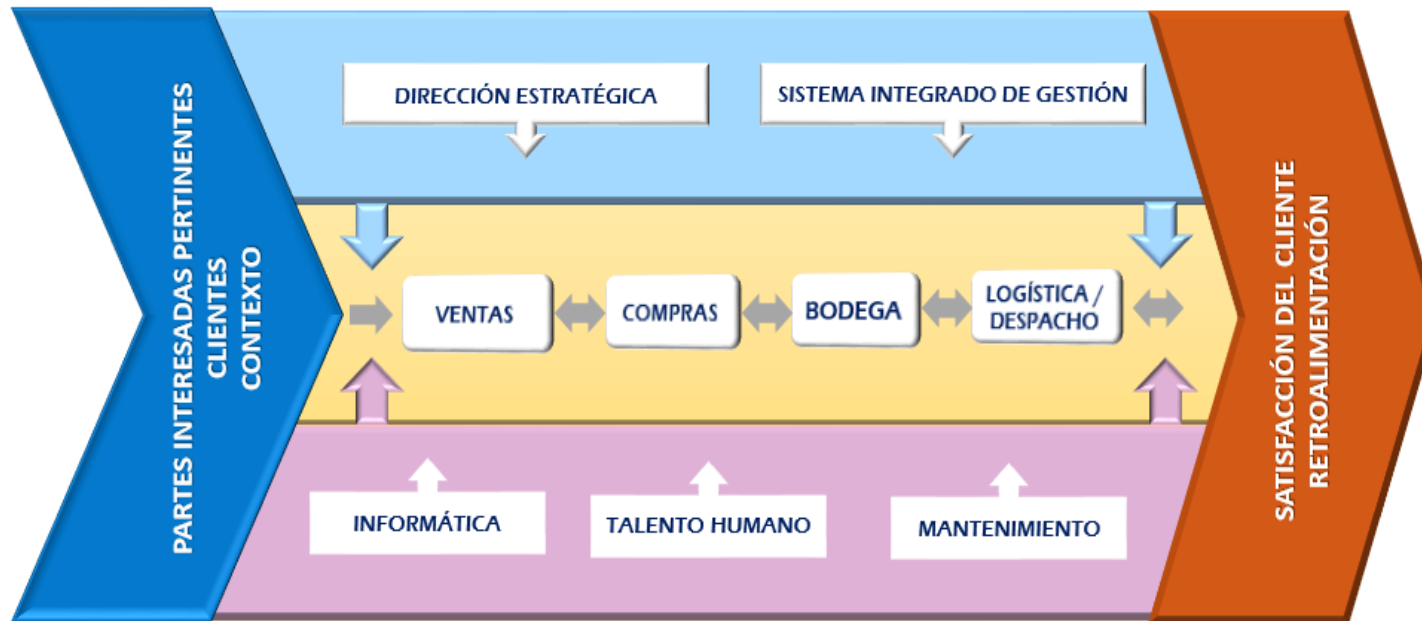 PARTES INTERESADAS PERTINENTES
CLIENTES
CONTEXTO
DIRECCIÓN ESTRATÉGICA
SISTEMA INTEGRADO DE GESTIÓN
VENTAS
COMPRAS
BODEGA
LOGÍSTICA /
DESPACHO
INFORMÁTICA
TALENTO HUMANO
MANTENIMIENTO
SATISFACCIÓN DEL CLIENTE
RETROALIMENTACIÓN